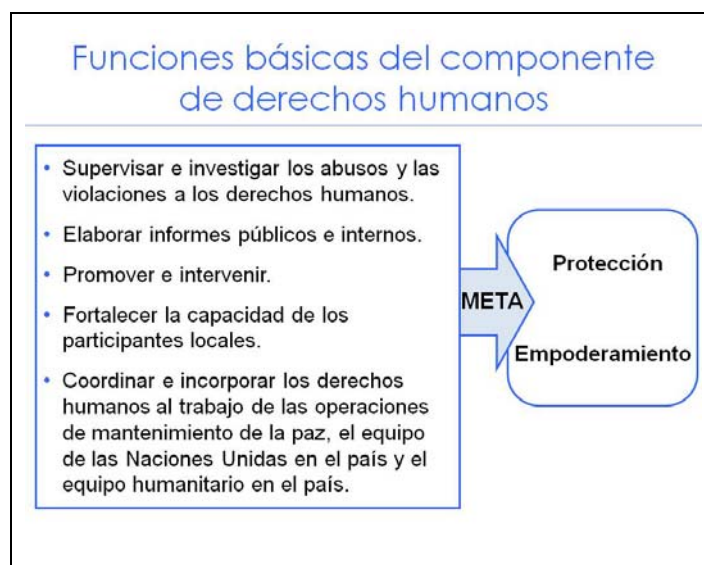 Funciones básicas del componente
de derechos humanos
• Supervisar e investigar los abusos y las
violaciones a los derechos humanos.
• Elaborar informes públicos e internos.
• Promover e intervenir.
• Fortalecer la capacidad de los
participantes locales.
• Coordinar e incorporar los derechos
humanos al trabajo de las operaciones
de mantenimiento de la paz, el equipo
de las Naciones Unidas en el país y el
equipo humanitario en el país.
META
Protección
Empoderamiento